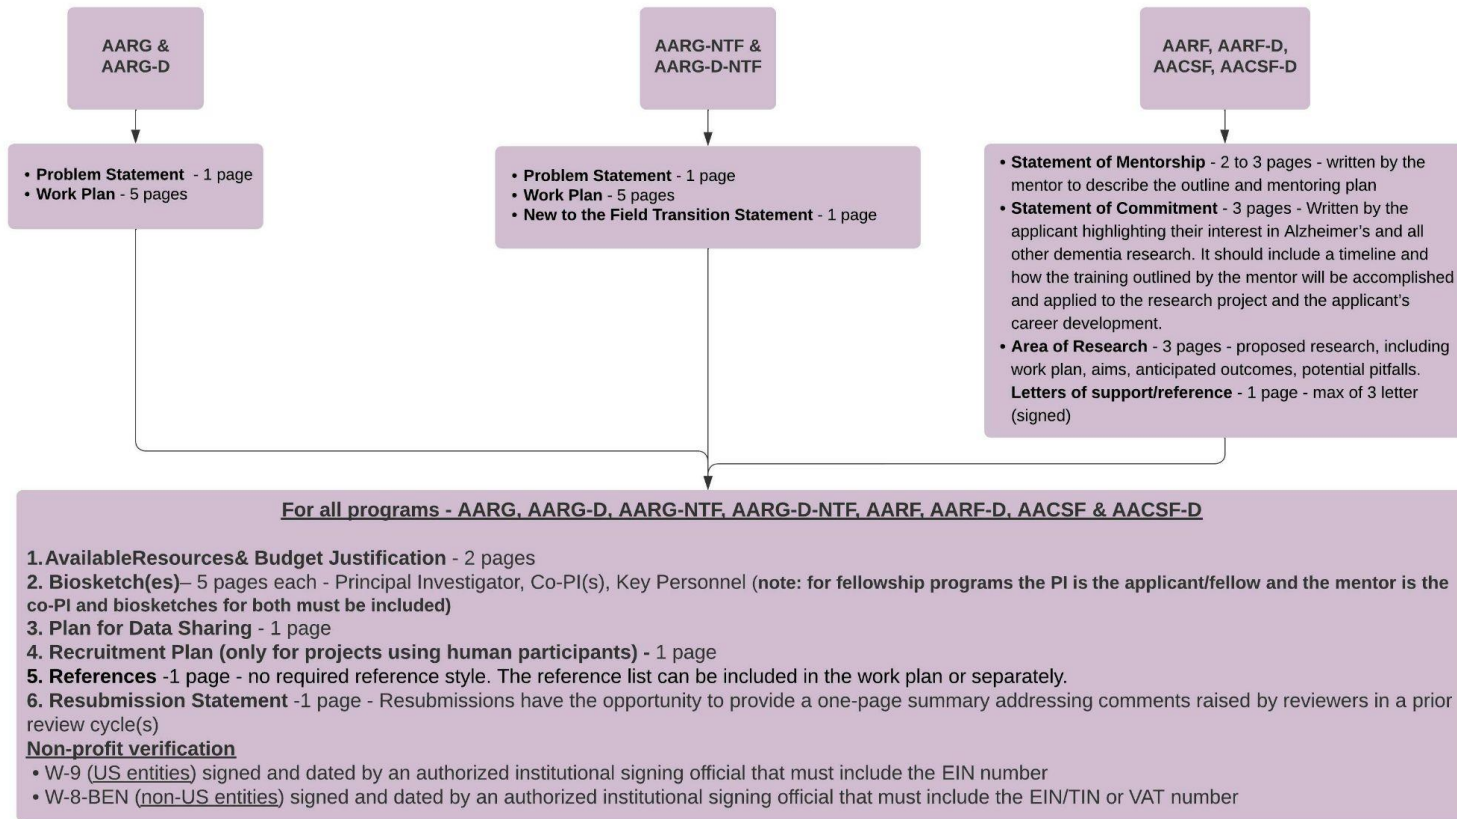 AARG &
AARG-D
AARG-NTF &
AARG-D-NTF
AARF, AARF-D,
AACSF, AACSF-D
• Problem Statement - 1 page
• Work Plan - 5 pages
• Problem Statement - 1 page
• Work Plan - 5 pages
• New to the Field Transition Statement - 1 page
• Statement of Mentorship - 2 to 3 pages - written by the
mentor to describe the outline and mentoring plan
• Statement of Commitment - 3 pages - Written by the
applicant highlighting their interest in Alzheimer's and all
other dementia research. It should include a timeline and
how the training outlined by the mentor will be accomplished
and applied to the research project and the applicant's
career development.
• Area of Research - 3 pages - proposed research, including
work plan, aims, anticipated outcomes, potential pitfalls.
Letters of support/reference - 1 page - max of 3 letter
(signed)
For all programs - AARG, AARG-D, AARG-NTF, AARG-D-NTF, AARF, AARF-D, AACSF & AACSF-D
1.AvailableResources& Budget Justification - 2 pages
2. Biosketch(es)– 5 pages each - Principal Investigator, Co-PI(s), Key Personnel (note: for fellowship programs the PI is the applicant/fellow and the mentor is the
co-PI and biosketches for both must be included)
3. Plan for Data Sharing - 1 page
4. Recruitment Plan (only for projects using human participants) - 1 page
5. References -1 page - no required reference style. The reference list can be included in the work plan or separately.
6. Resubmission Statement -1 page - Resubmissions have the opportunity to provide a one-page summary addressing comments raised by reviewers in a prior
review cycle(s)
Non-profit verification
• W-9 (US entities) signed and dated by an authorized institutional signing official that must include the EIN number
• W-8-BEN (non-US entities) signed and dated by an authorized institutional signing official that must include the EIN/TIN or VAT number